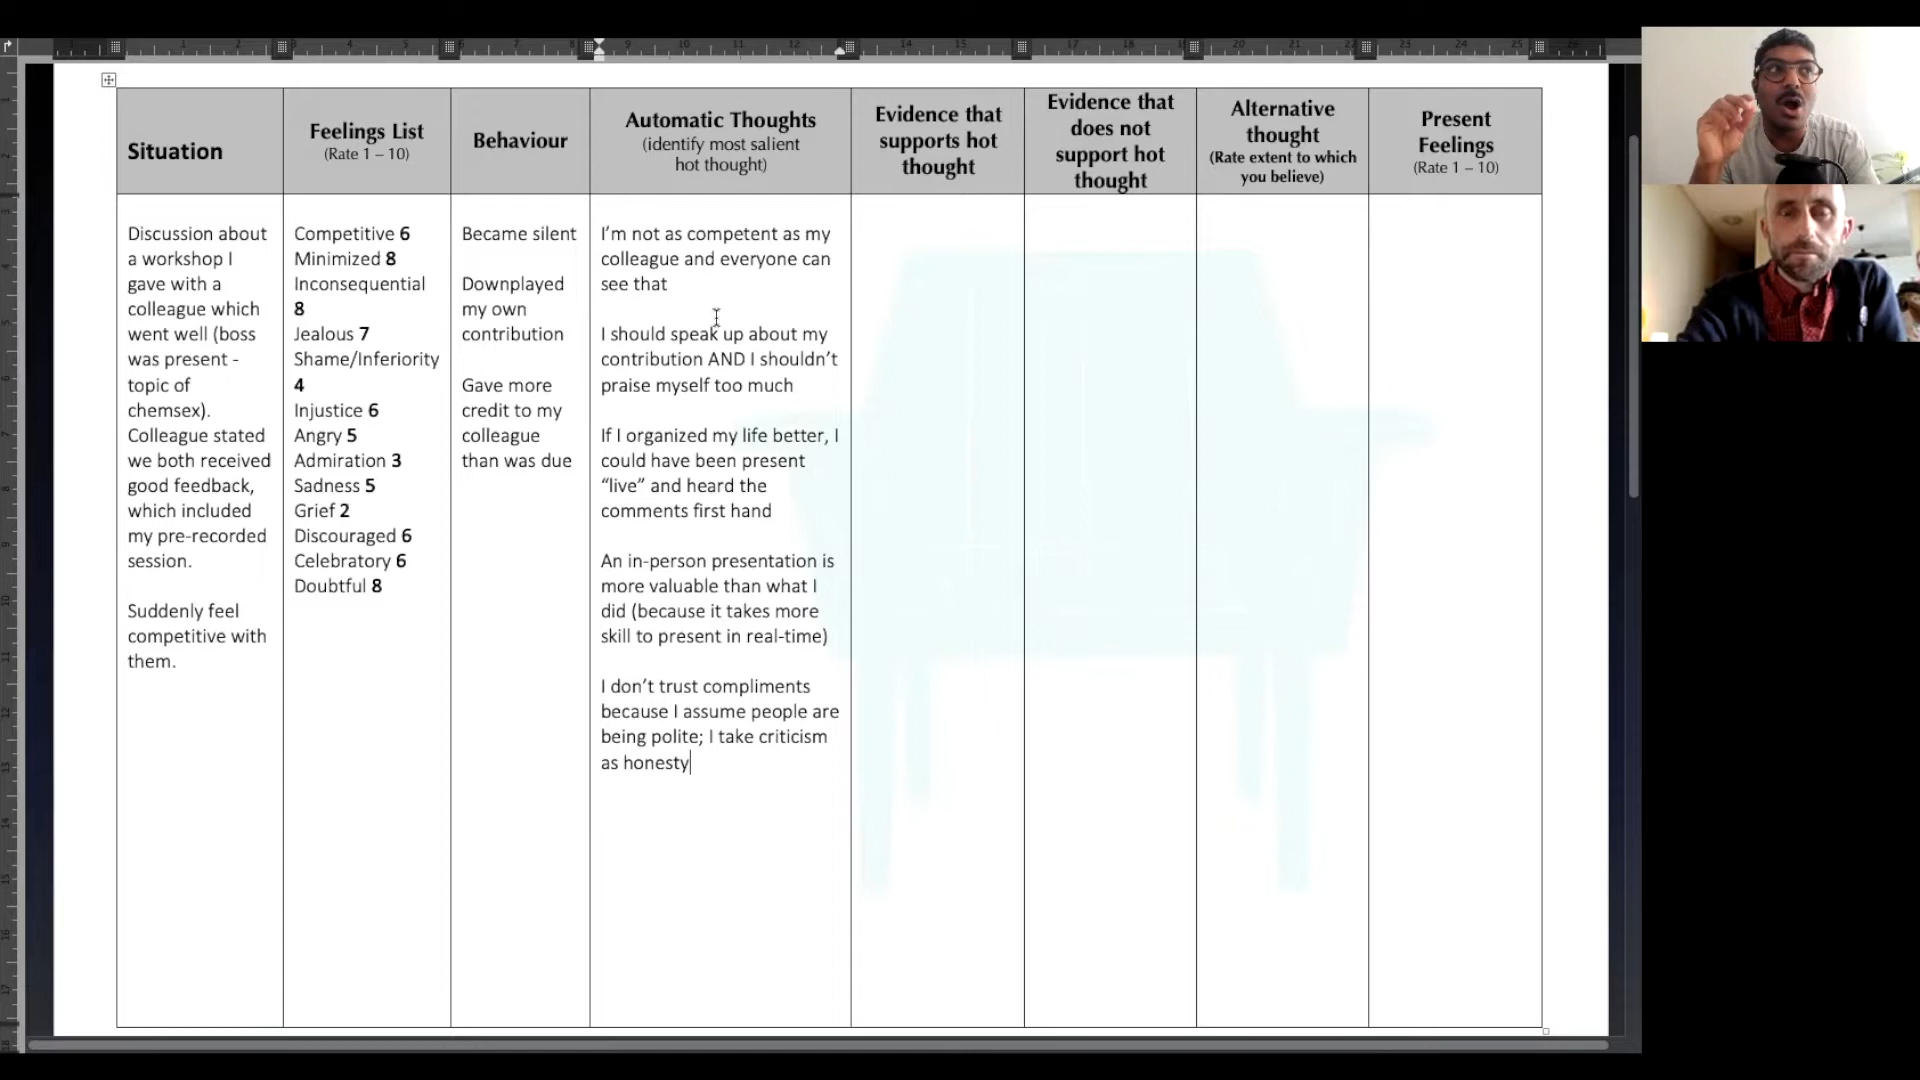 Situation
Feelings List
(Rate 1 – 10)
Behaviour
Automatic Thoughts
(identify most salient
hot thought)
Evidence that
supports hot
thought
Evidence that
does not
support hot
thought
Alternative
thought
(Rate extent to which
you believe)
Present
Feelings
(Rate 1 – 10)
Discussion about
a workshop I
gave with a
colleague which
went well (boss
was present -
topic of
chemsex).
Colleague stated
we both received
good feedback,
which included
my pre-recorded
session.
Suddenly feel
competitive with
them.
Competitive 6
Minimized 8
Inconsequential
8
Jealous 7
Shame/Inferiority
4
Injustice 6
Angry 5
Admiration 3
Sadness 5
Grief 2
Discouraged 6
Celebratory 6
Doubtful 8
Became silent
Downplayed
my own
contribution
Gave more
credit to my
colleague
than was due
I’m not as competent as my
colleague and everyone can
see that
I should speak up about my
contribution AND I shouldn’t
praise myself too much
If I organized my life better, I
could have been present
“live” and heard the
comments first hand
An in-person presentation is
more valuable than what I
did (because it takes more
skill to present in real-time)
I don’t trust compliments
because I assume people are
being polite; I take criticism
as honesty